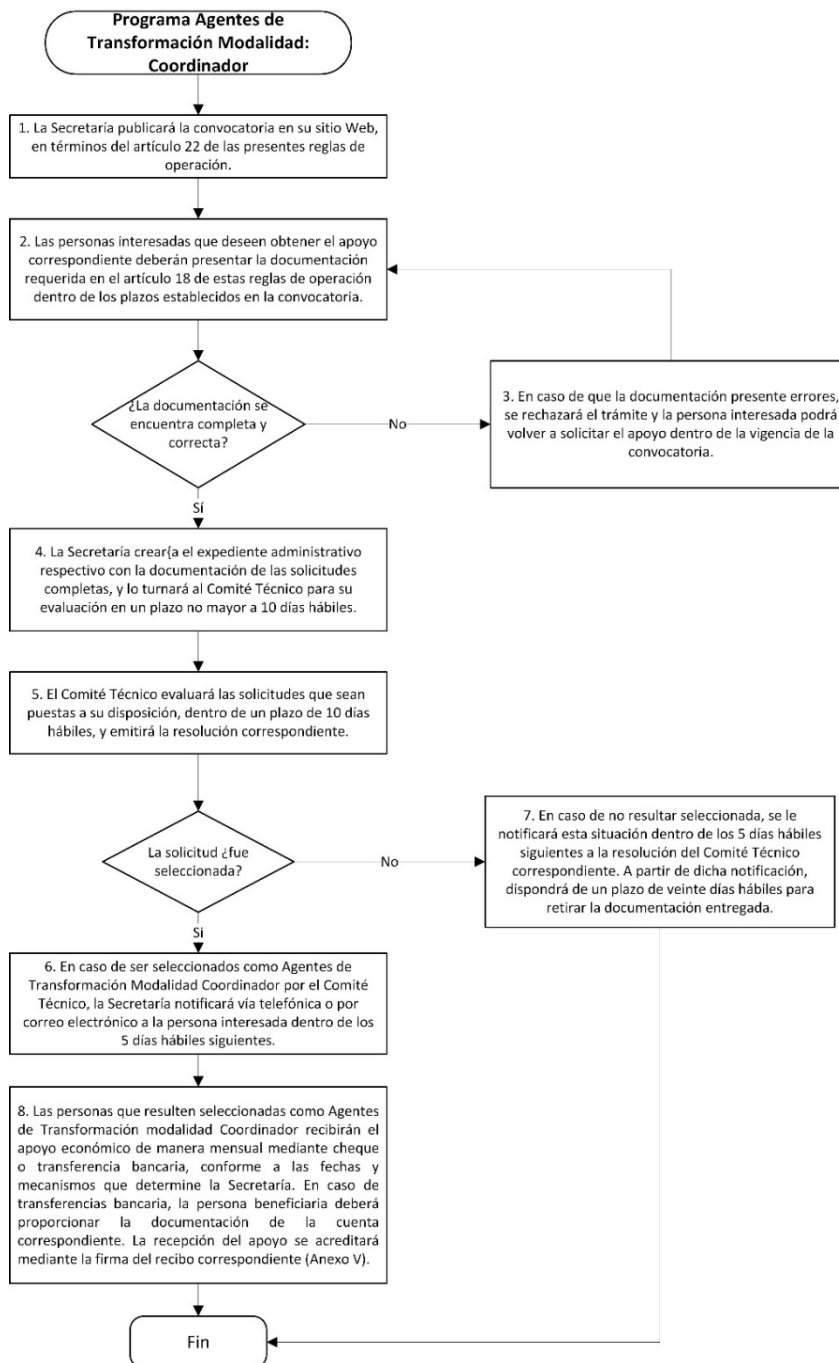 Programa Agentes de
Transformación Modalidad:
Coordinador
1. La Secretaría publicará la convocatoria en su sitio Web,
en términos del artículo 22 de las presentes reglas de
operación.
2. Las personas interesadas que deseen obtener el apoyo
correspondiente deberán presentar la documentación
requerida en el artículo 18 de estas reglas de operación
dentro de los plazos establecidos en la convocatoria.
¿La documentación se
encuentra completa y
correcta?
No
3. En caso de que la documentación presente errores,
se rechazará el trámite y la persona interesada podrá
volver a solicitar el apoyo dentro de la vigencia de la
convocatoria.
Sí
4. La Secretaría crear{a el expediente administrativo
respectivo con la documentación de las solicitudes
completas, y lo turnará al Comité Técnico para su
evaluación en un plazo no mayor a 10 días hábiles.
5. El Comité Técnico evaluará las solicitudes que sean
puestas a su disposición, dentro de un plazo de 10 días
hábiles, y emitirá la resolución correspondiente.
La solicitud ¿fue
seleccionada?
No
7. En caso de no resultar seleccionada, se le
notificará esta situación dentro de los 5 días hábiles
siguientes a la resolución del Comité Técnico
correspondiente. A partir de dicha notificación,
dispondrá de un plazo de veinte días hábiles para
retirar la documentación entregada.
Si
6. En caso de ser seleccionados como Agentes de
Transformación Modalidad Coordinador por el Comité
Técnico, la Secretaría notificará vía telefónica o por
correo electrónico a la persona interesada dentro de los
5 días hábiles siguientes.
8. Las personas que resulten seleccionadas como Agentes
de Transformación modalidad Coordinador recibirán el
apoyo económico de manera mensual mediante cheque
o transferencia bancaria, conforme a las fechas y
mecanismos que determine la Secretaría. En caso de
transferencias bancaria, la persona beneficiaria deberá
proporcionar la documentación de la cuenta
correspondiente. La recepción del apoyo se acreditará
mediante la firma del recibo correspondiente (Anexo V).
Fin